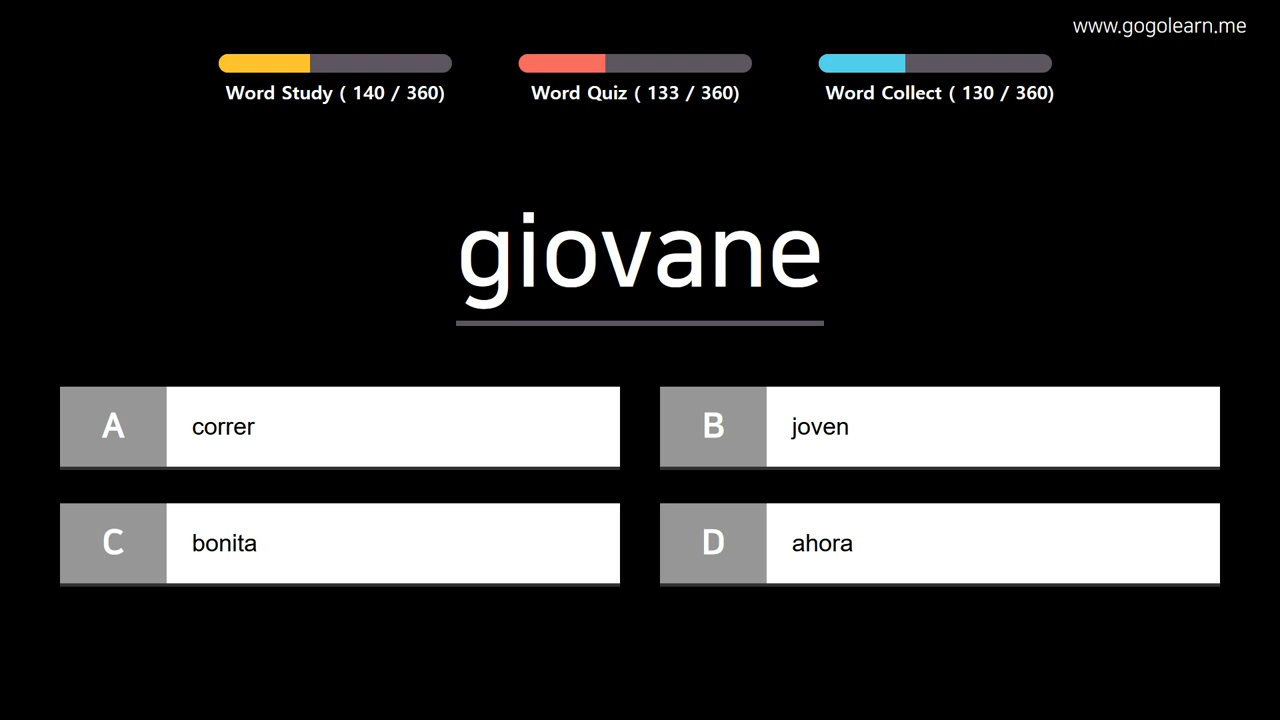 www.gogolearn.me
Word Study ( 140 / 360)
Word Quiz ( 133 / 360)
Word Collect ( 130 / 360)
giovane
A correr
B joven
C bonita
D ahora